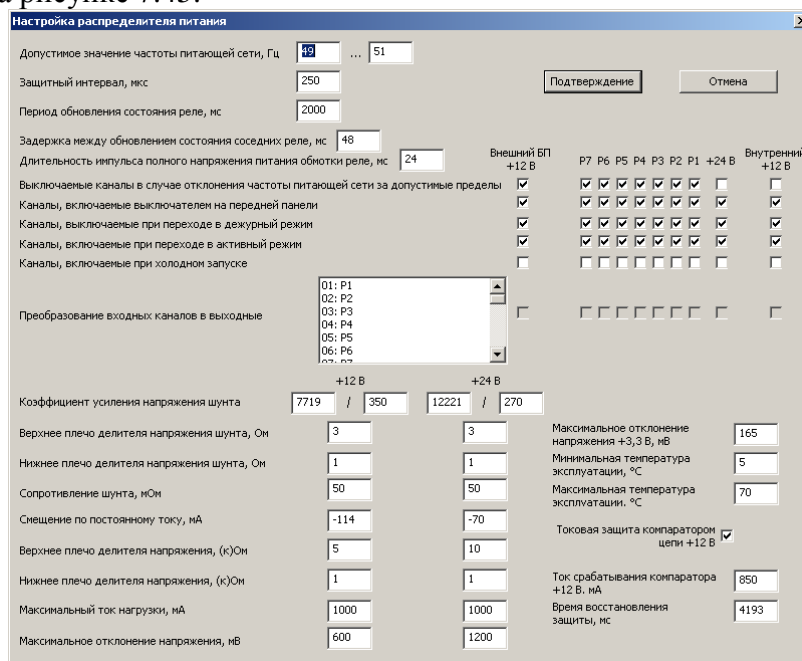 а рисунке 7.43.
Настройка распределителя питания
Допустимое значение частоты питающей сети, Гц 49 ... 51
Защитный интервал, мкс 250
Подтверждение Отмена
Период обновления состояния реле, мс 2000
Задержка между обновлением состояния соседних реле, мс 48
Длительность импульса полного напряжения питания обмотки реле, мс 24
Внешний БП +12 В P7 P6 P5 P4 P3 P2 P1 +24 В Внутренний +12 В
Выключаемые каналы в случае отклонения частоты питающей сети за допустимые пределы
Каналы, включаемые выключателем на передней панели
Каналы, выключаемые при переходе в дежурный режим
Каналы, включаемые при переходе в активный режим
Каналы, включаемые при холодном запуске
01: P1
02: P2
03: P3
04: P4
05: P5
06: P6
07: P7
Преобразование входных каналов в выходные
+12 В +24 В
Коэффициент усиления напряжения шунта 7719 / 350 12221 / 270
Верхнее плечо делителя напряжения шунта, Ом 3 3
Нижнее плечо делителя напряжения шунта, Ом 1 1
Сопротивление шунта, мОм 50 50
Смещение по постоянному току, мА -114 -70
Верхнее плечо делителя напряжения, (к)Ом 5 10
Нижнее плечо делителя напряжения, (к)Ом 1 1
Максимальный ток нагрузки, мА 1000 1000
Максимальное отклонение напряжения, мВ 600 1200
Максимальное отклонение
напряжения +3,3 В, мВ 165
Минимальная температура
эксплуатации, °C 5
Максимальная температура
эксплуатации, °C 70
Токовая защита компаратором
цепи +12 В
Ток срабатывания компаратора
+12 В, мА 850
Время восстановления
защиты, мс 4193